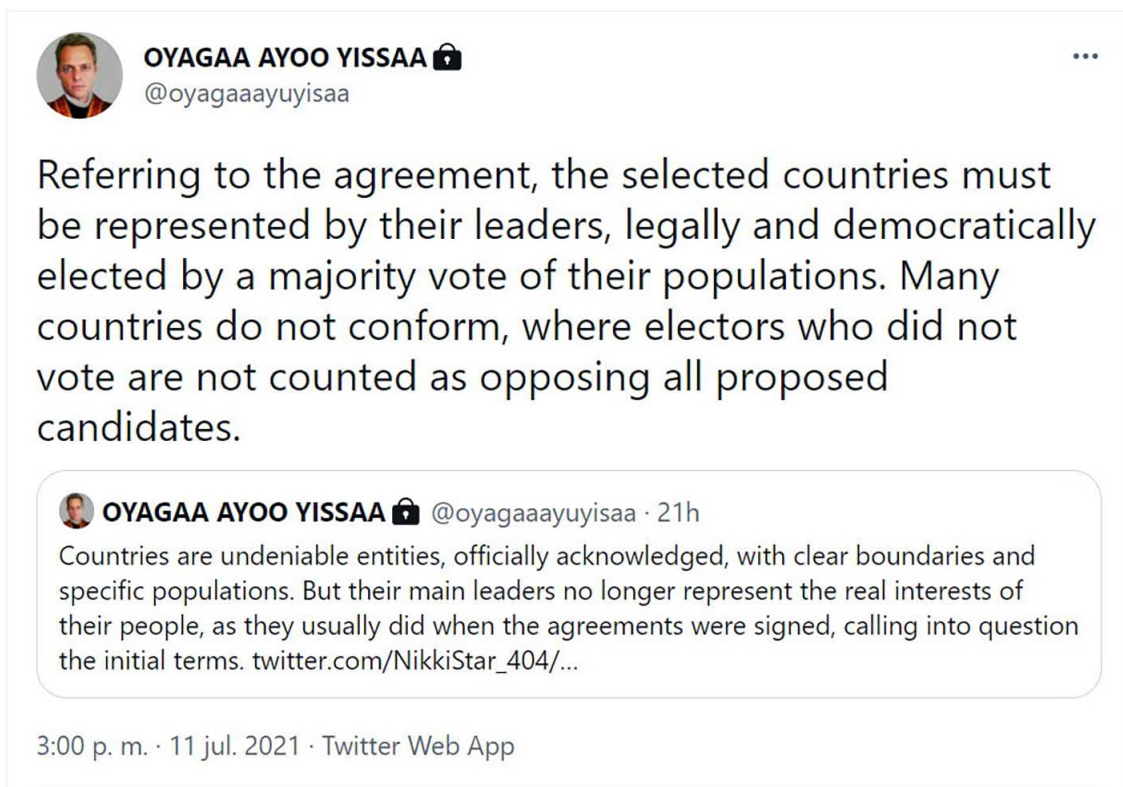 OYAGAA AYOO YISSAA
@oyagaaayuyisaa
Referring to the agreement, the selected countries must
be represented by their leaders, legally and democratically
elected by a majority vote of their populations. Many
countries do not conform, where electors who did not
vote are not counted as opposing all proposed
candidates.
OYAGAA AYOO YISSAA @oyagaaayuyisaa · 21h
Countries are undeniable entities, officially acknowledged, with clear boundaries and
specific populations. But their main leaders no longer represent the real interests of
their people, as they usually did when the agreements were signed, calling into question
the initial terms. twitter.com/NikkiStar_404/...
3:00 p. m. · 11 jul. 2021 · Twitter Web App